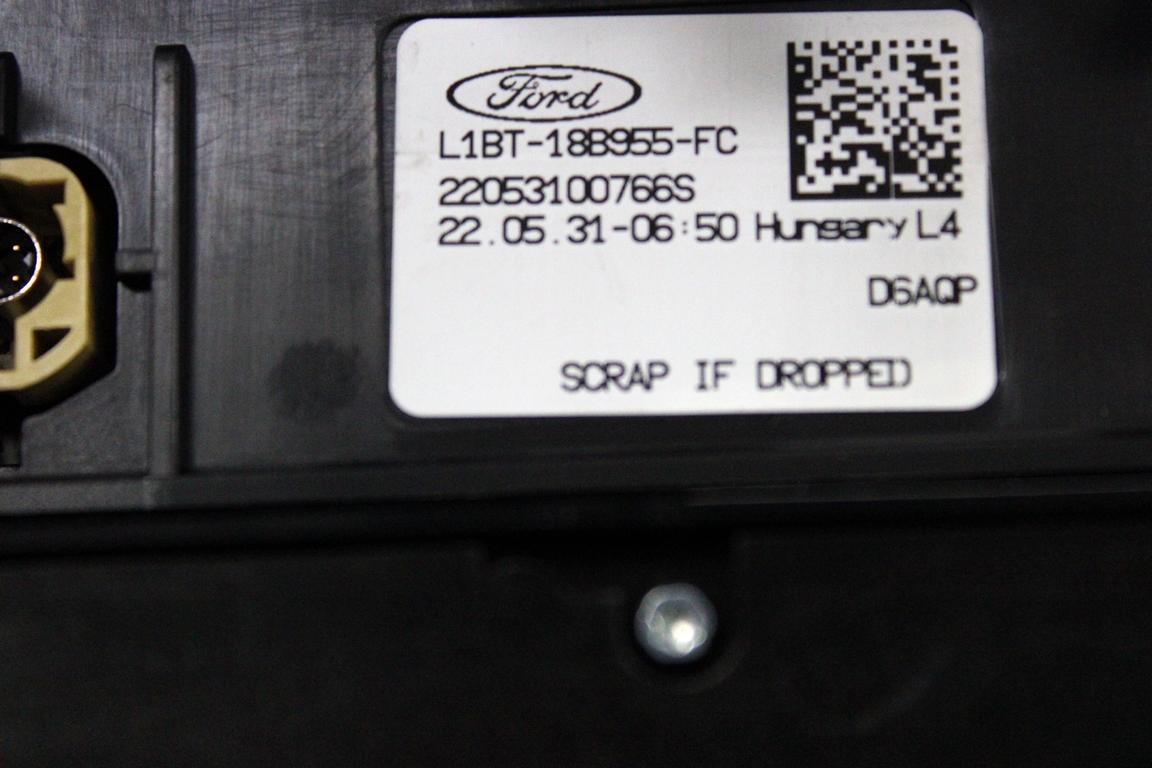 Ford
L1BT-18B955-FC
22053100766S
22.05.31-06:50 Hungary L4
D6AQP
SCRAP IF DROPPED